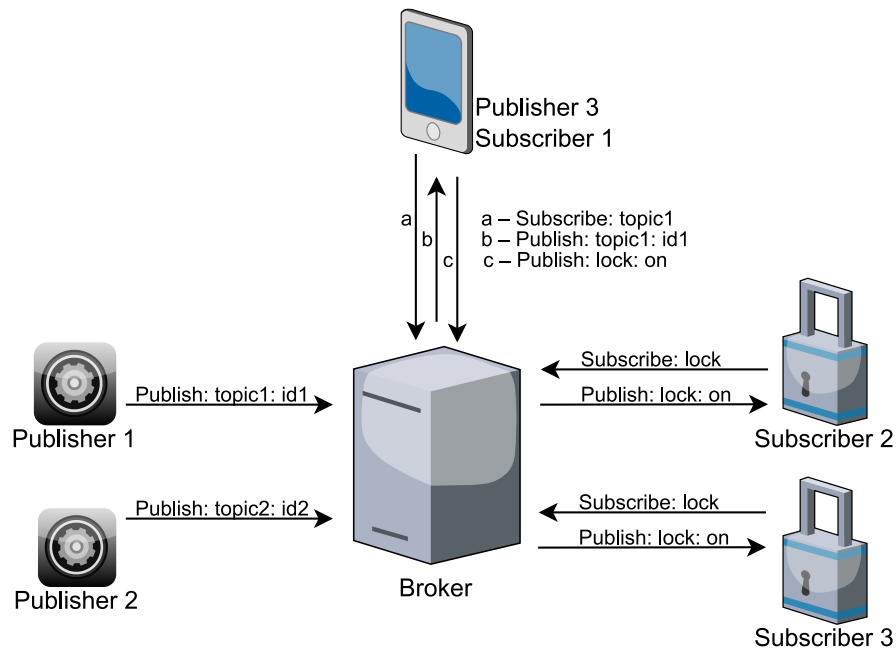 Publisher 3
Subscriber 1
a
b
c
a – Subscribe: topic1
b – Publish: topic1: id1
c – Publish: lock: on
Publish: topic1: id1
Publisher 1
Publish: topic2: id2
Publisher 2
Broker
Subscribe: lock
Publish: lock: on
Subscriber 2
Subscribe: lock
Publish: lock: on
Subscriber 3